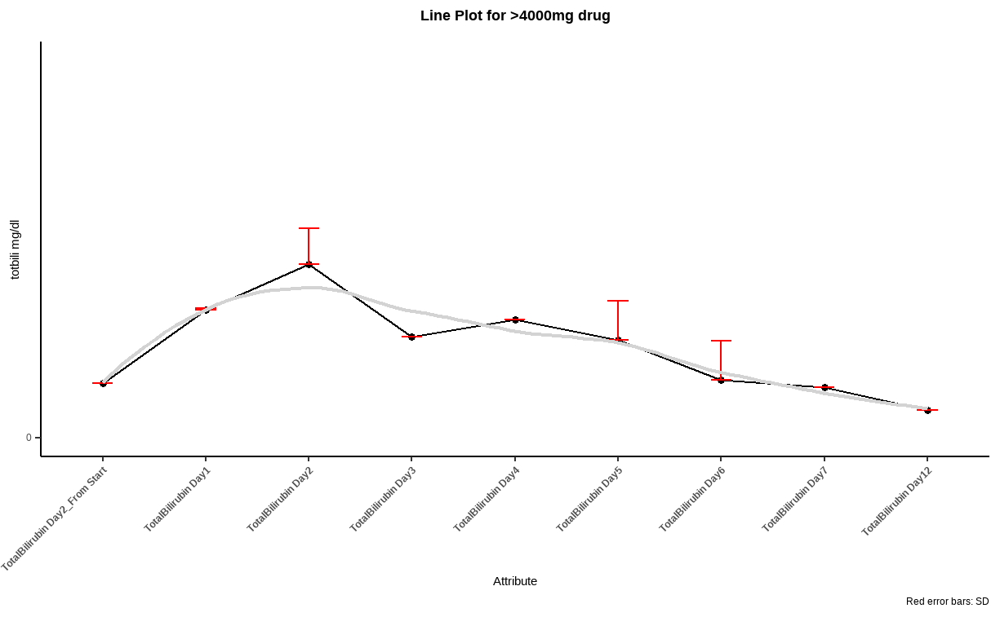 Line Plot for >4000mg drug
totbili mg/dl
0
TotalBilirubin Day2_From Start
TotalBilirubin Day1
TotalBilirubin Day2
TotalBilirubin Day3
TotalBilirubin Day4
TotalBilirubin Day5
TotalBilirubin Day6
TotalBilirubin Day7
TotalBilirubin Day12
Attribute
Red error bars: SD